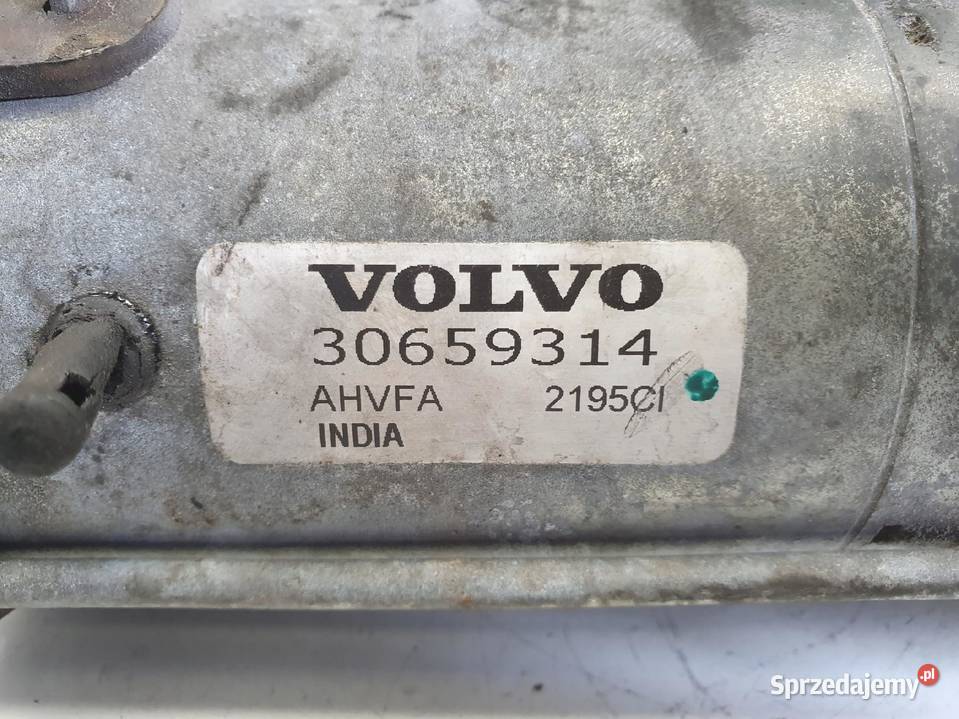 VOLVO
30659314
AHVFA 2195CI
INDIA
Sprzedajemy .pl